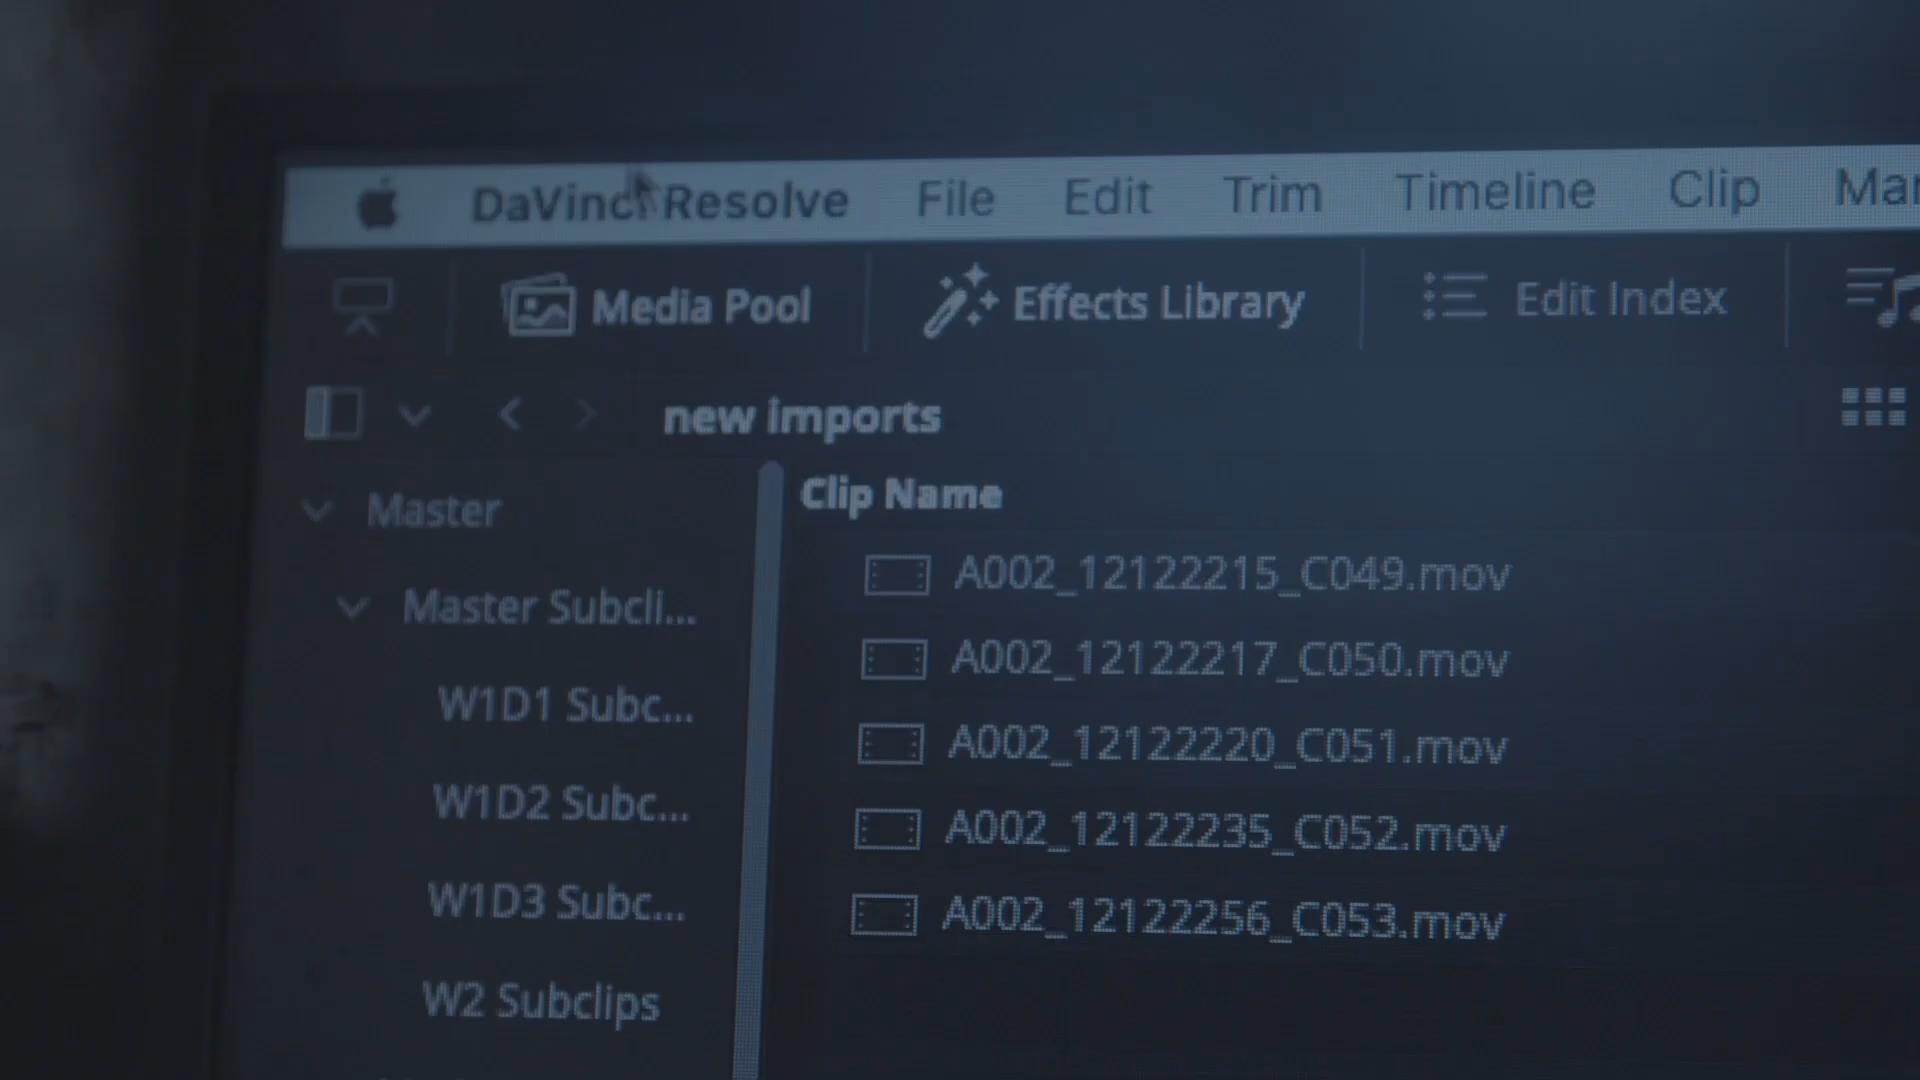 DaVinci Resolve File Edit Trim Timeline Clip Mar
Media Pool Effects Library Edit Index
new imports
Clip Name
Master
Master Subcli...
W1D1 Subc...
W1D2 Subc...
W1D3 Subc...
W2 Subclips
A002_12122215_C049.mov
A002_12122217_C050.mov
A002_12122220_C051.mov
A002_12122235_C052.mov
A002_12122256_C053.mov